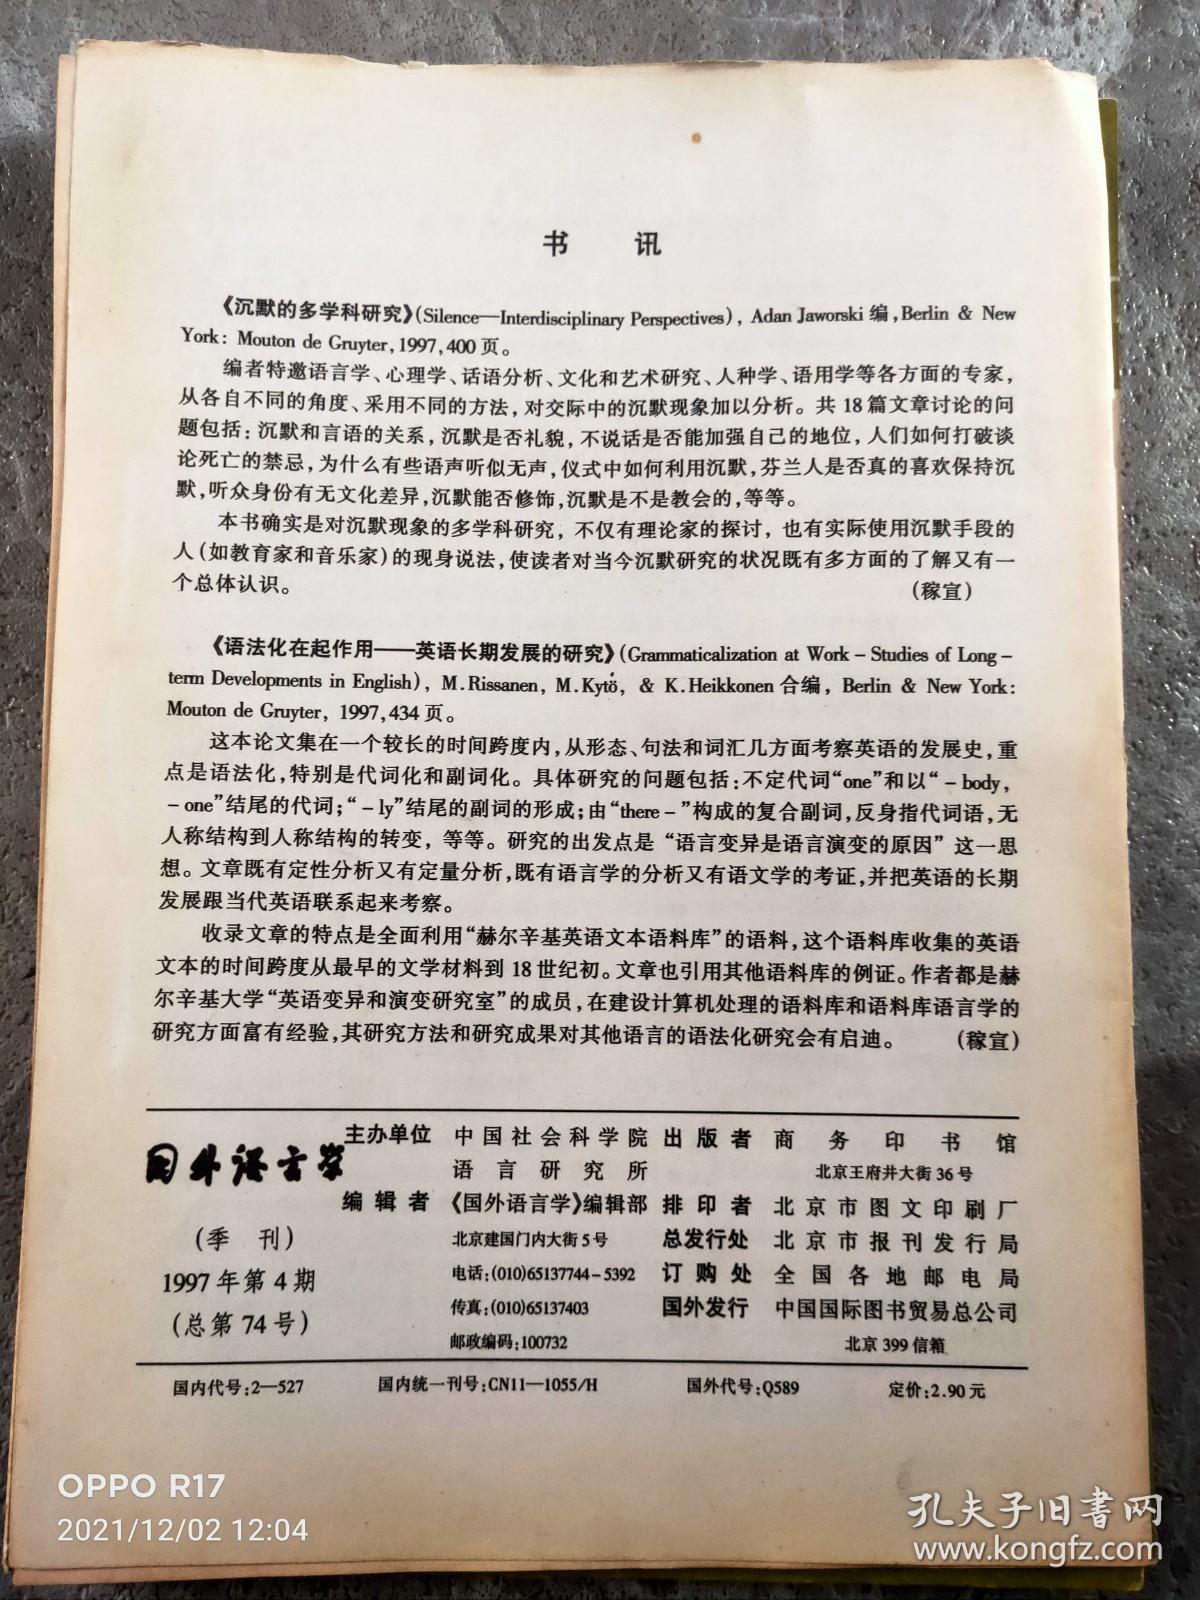 书 讯
《沉默的多学科研究》(Silence—Interdisciplinary Perspectives), Adan Jaworski 编,Berlin & New
York: Mouton de Gruyter,1997,400 页。
编者特邀语言学、心理学、话语分析、文化和艺术研究、人种学、语用学等各方面的专家,
从各自不同的角度、采用不同的方法,对交际中的沉默现象加以分析。共 18 篇文章讨论的问
题包括:沉默和言语的关系,沉默是否礼貌,不说话是否能加强自己的地位,人们如何打破谈
论死亡的禁忌,为什么有些语声听似无声,仪式中如何利用沉默,芬兰人是否真的喜欢保持沉
默,听众身份有无文化差异,沉默能否修饰,沉默是不是教会的,等等。
本书确实是对沉默现象的多学科研究,不仅有理论家的探讨,也有实际使用沉默手段的
人(如教育家和音乐家)的现身说法,使读者对当今沉默研究的状况既有多方面的了解又有一
个总体认识。 (稼宣)
《语法化在起作用——英语长期发展的研究》(Grammaticalization at Work – Studies of Long –
term Developments in English), M.Rissanen, M.Kytö, & K.Heikkonen 合编, Berlin & New York:
Mouton de Gruyter, 1997,434 页。
这本论文集在一个较长的时间跨度内,从形态、句法和词汇几方面考察英语的发展史,重
点是语法化,特别是代词化和副词化。具体研究的问题包括:不定代词“one”和以“– body,
– one”结尾的代词;“– ly”结尾的副词的形成;由“there –”构成的复合副词,反身指代词语,无
人称结构到人称结构的转变,等等。研究的出发点是“语言变异是语言演变的原因”这一思
想。文章既有定性分析又有定量分析,既有语言学的分析又有语文学的考证,并把英语的长期
发展跟当代英语联系起来考察。
收录文章的特点是全面利用“赫尔辛基英语文本语料库”的语料,这个语料库收集的英语
文本的时间跨度从最早的文学材料到 18 世纪初。文章也引用其他语料库的例证。作者都是赫
尔辛基大学“英语变异和演变研究室”的成员,在建设计算机处理的语料库和语料库语言学的
研究方面富有经验,其研究方法和研究成果对其他语言的语法化研究会有启迪。 (稼宣)
国外语言学
(季 刊)
1997 年第 4 期
(总第 74 号)
主办单位 中国社会科学院
语言研究所
编辑者 《国外语言学》编辑部
北京建国门内大街 5 号
电话:(010)65137744-5392
传真:(010)65137403
邮政编码:100732
出版者 商务印书馆
北京王府井大街 36 号
排印者 北京市图文印刷厂
总发行处 北京市报刊发行局
订购处 全国各地邮电局
国外发行 中国国际图书贸易总公司
北京 399 信箱
国内代号:2—527 国内统一刊号:CN11—1055/H 国外代号:Q589 定价:2.90 元
OPPO R17
2021/12/02 12:04
孔夫子旧书网
www.kongfz.com